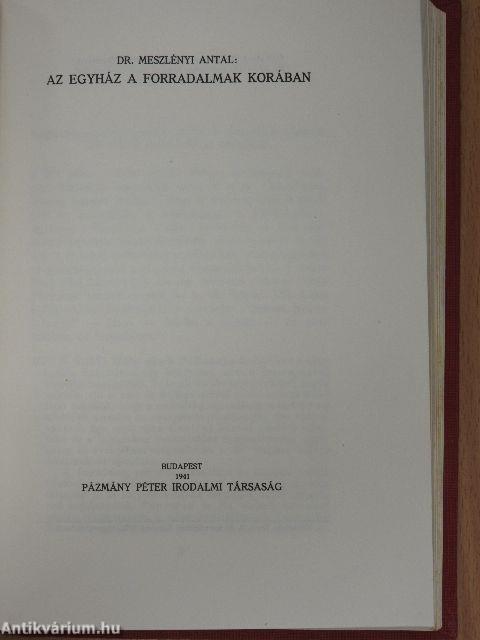 DR. MESZLÉNYI ANTAL:
AZ EGYHÁZ A FORRADALMAK KORÁBAN
BUDAPEST
1941
PÁZMÁNY PÉTER IRODALMI TÁRSASÁG
Antikvárium.hu